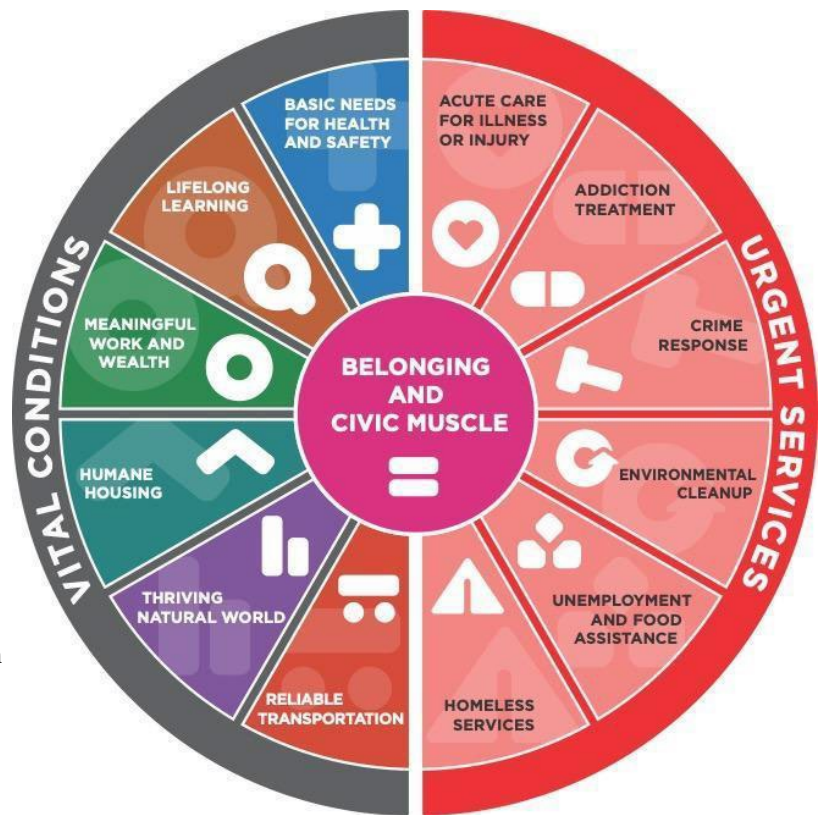 VITAL CONDITIONS
BASIC NEEDS
FOR HEALTH
AND SAFETY
LIFELONG
LEARNING
MEANINGFUL
WORK AND
WEALTH
HUMANE
HOUSING
THRIVING
NATURAL WORLD
RELIABLE
TRANSPORTATION
BELONGING
AND
CIVIC MUSCLE
URGENT SERVICES
ACUTE CARE
FOR ILLNESS
OR INJURY
ADDICTION
TREATMENT
CRIME
RESPONSE
ENVIRONMENTAL
CLEANUP
UNEMPLOYMENT
AND FOOD
ASSISTANCE
HOMELESS
SERVICES